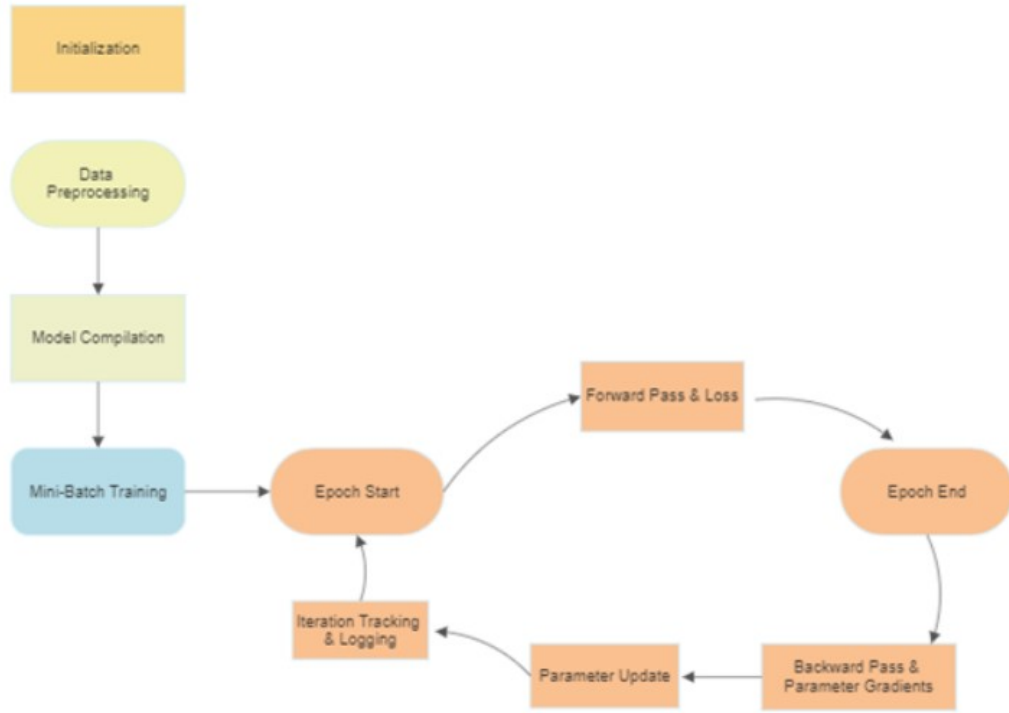 Initialization
Data
Preprocessing
Model Compilation
Mini-Batch Training
Epoch Start
Forward Pass & Loss
Epoch End
Backward Pass &
Parameter Gradients
Parameter Update
Iteration Tracking
& Logging